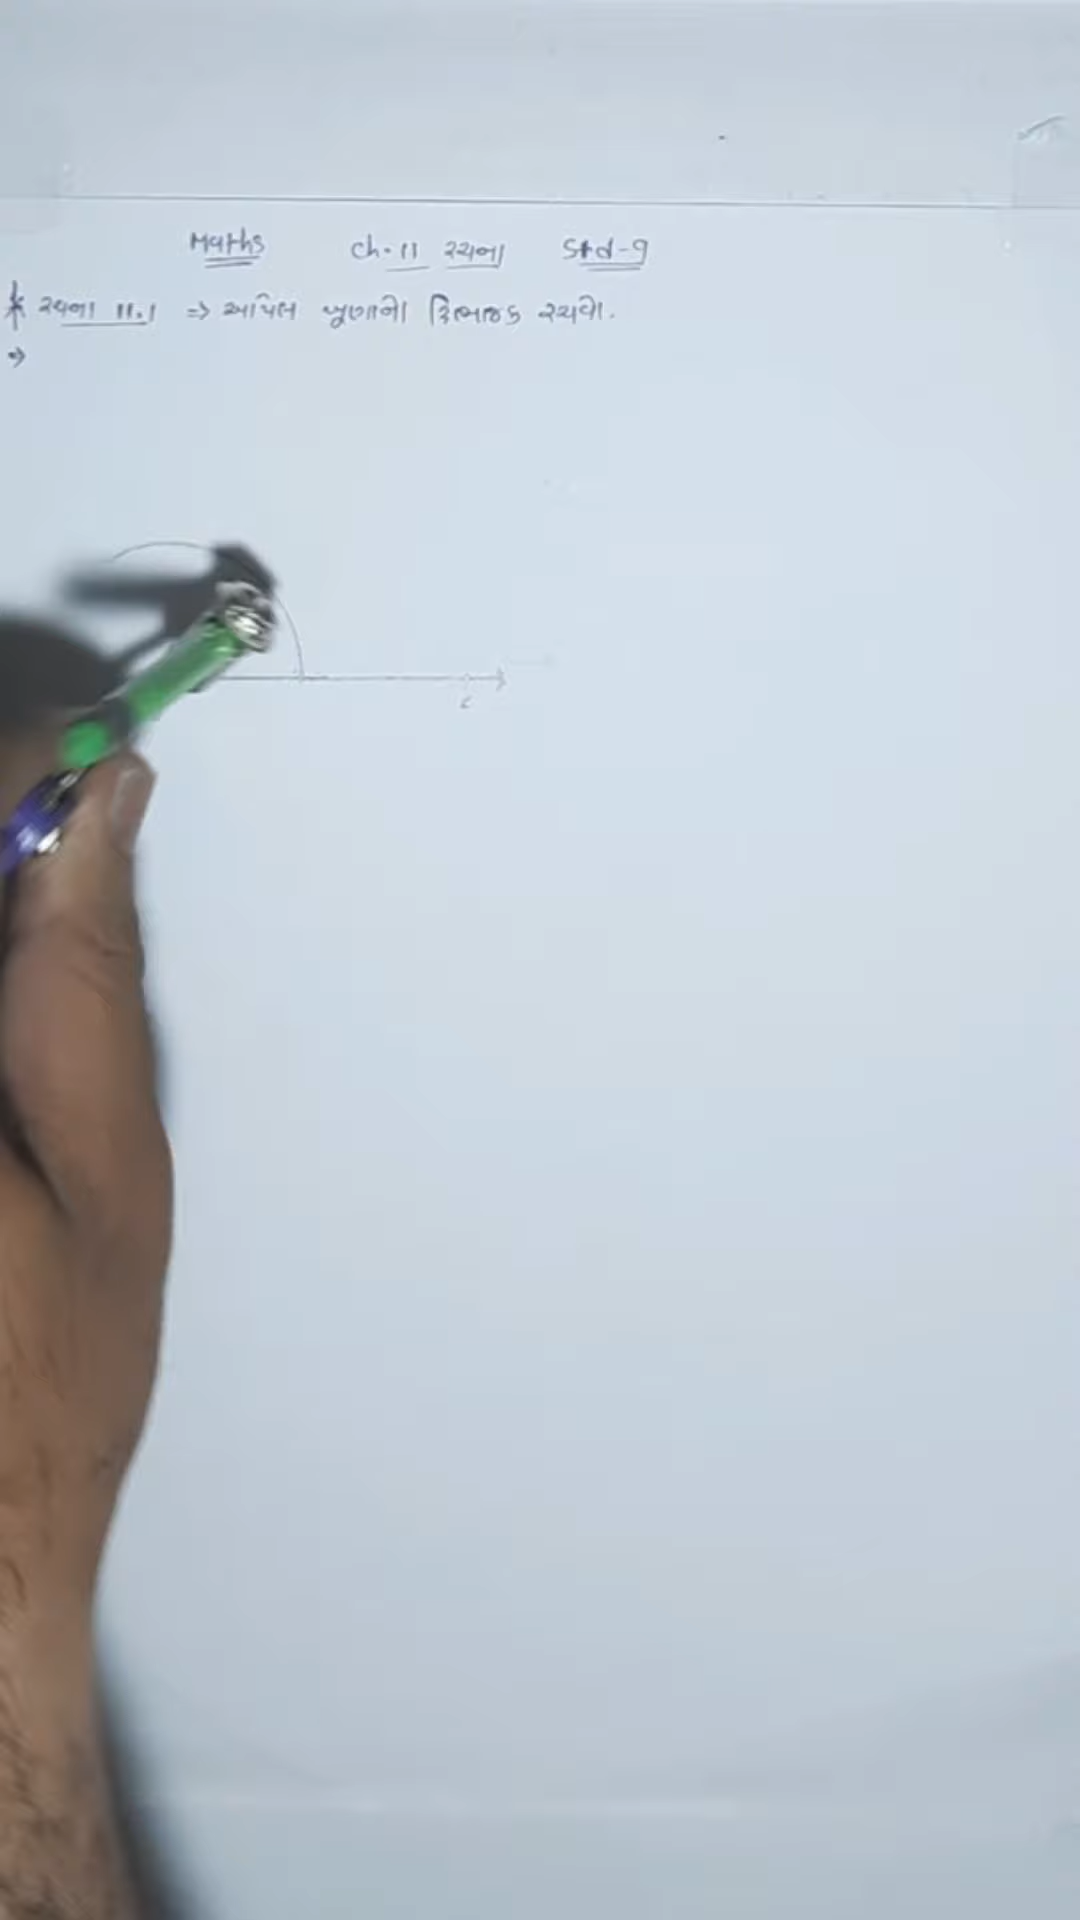 Maths ch-11 રચના Std-9
* રચના 11.1 => આપેલ ખૂણાનો દ્વિભાજક રચવો.
=>
C